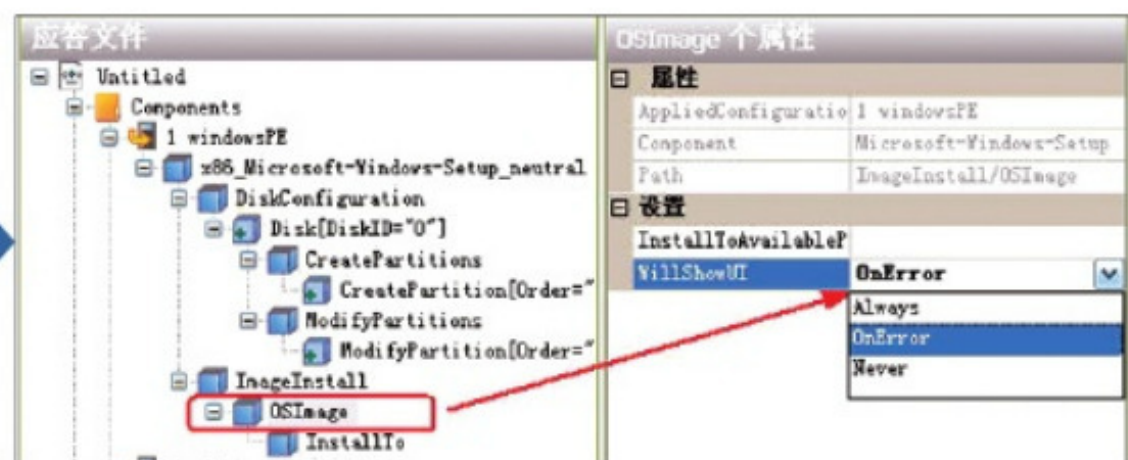 应答文件
Untitled
Components
1 windowsPE
x86_Microsoft-Windows-Setup_neutral
DiskConfiguration
Disk[DiskID="0"]
CreatePartitions
CreatePartition[Order="
ModifyPartitions
ModifyPartition[Order="
ImageInstall
OSImage
InstallTo
OSImage 个属性
属性
AppliedConfiguratio 1 windowsPE
Component Microsoft-Windows-Setup
Path ImageInstall/OSImage
设置
InstallToAvailableP
WillShowUI OnError
Always
OnError
Never